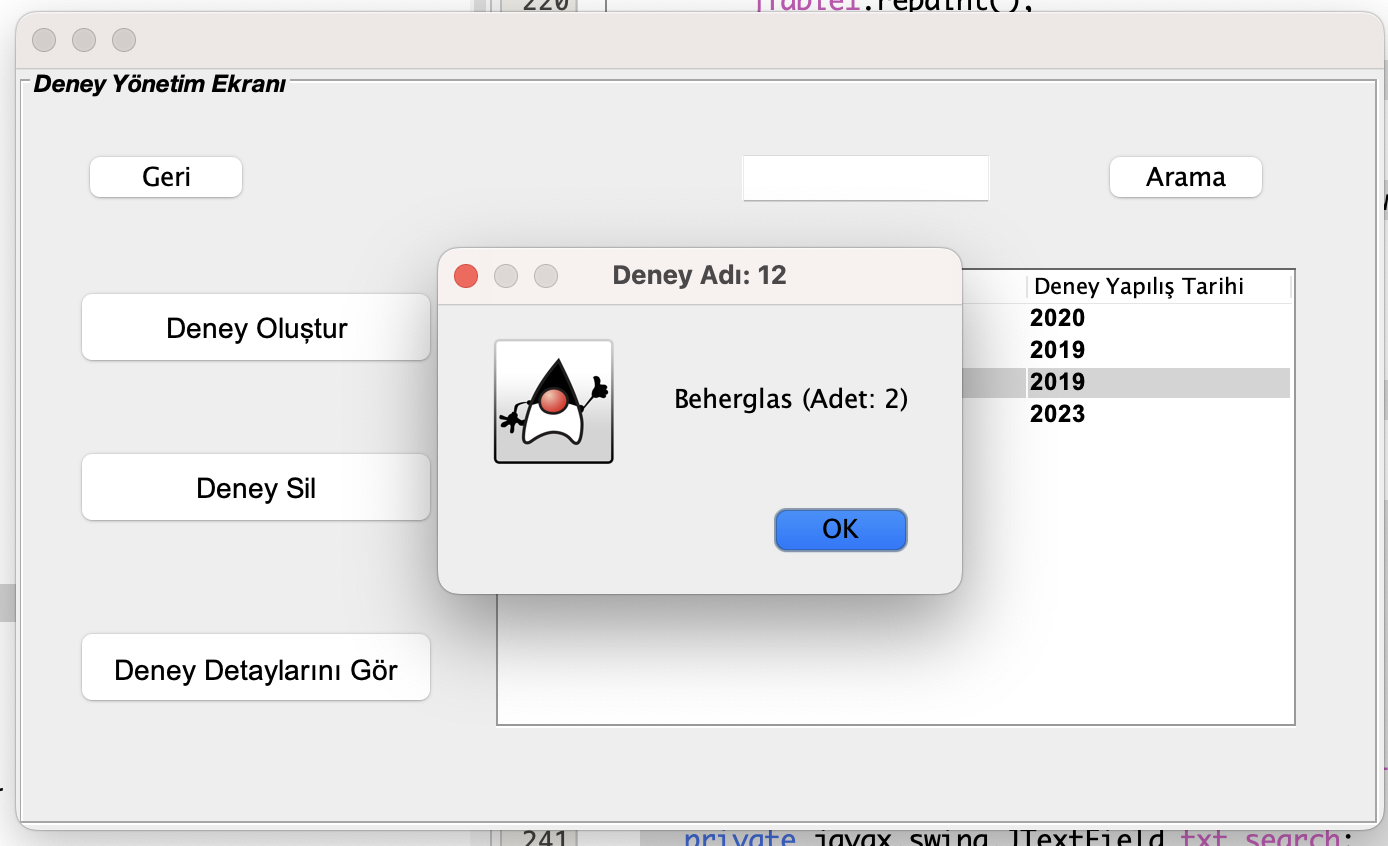 220 jTable1.repaint();
Deney Yönetim Ekranı
Geri
Arama
Deney Adı: 12
Deney Yapılış Tarihi
2020
Deney Oluştur
2019
2019
Beherglas (Adet: 2)
2023
Deney Sil
OK
Deney Detaylarını Gör
241 private javax.swing.JTextField txt_search;